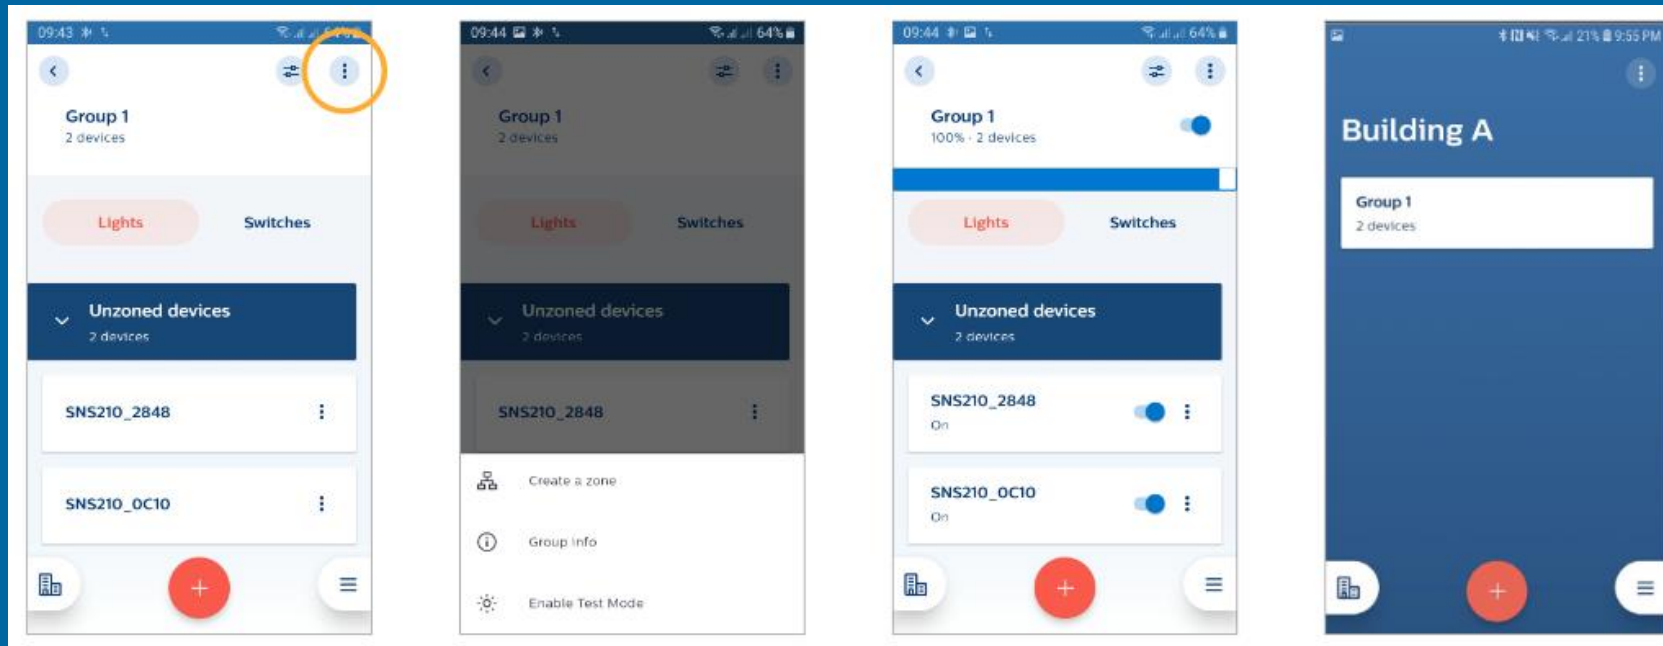 09:43
64%
Group 1
2 devices
Lights
Switches
Unzoned devices
2 devices
SNS210_2848
SNS210_0C10
09:44
64%
Group 1
2 devices
Lights
Switches
Unzoned devices
2 devices
SNS210_2848
Create a zone
Group Info
Enable Test Mode
09:44
64%
Group 1
100% · 2 devices
Lights
Switches
Unzoned devices
2 devices
SNS210_2848
On
SNS210_0C10
On
21% 9:55 PM
Building A
Group 1
2 devices